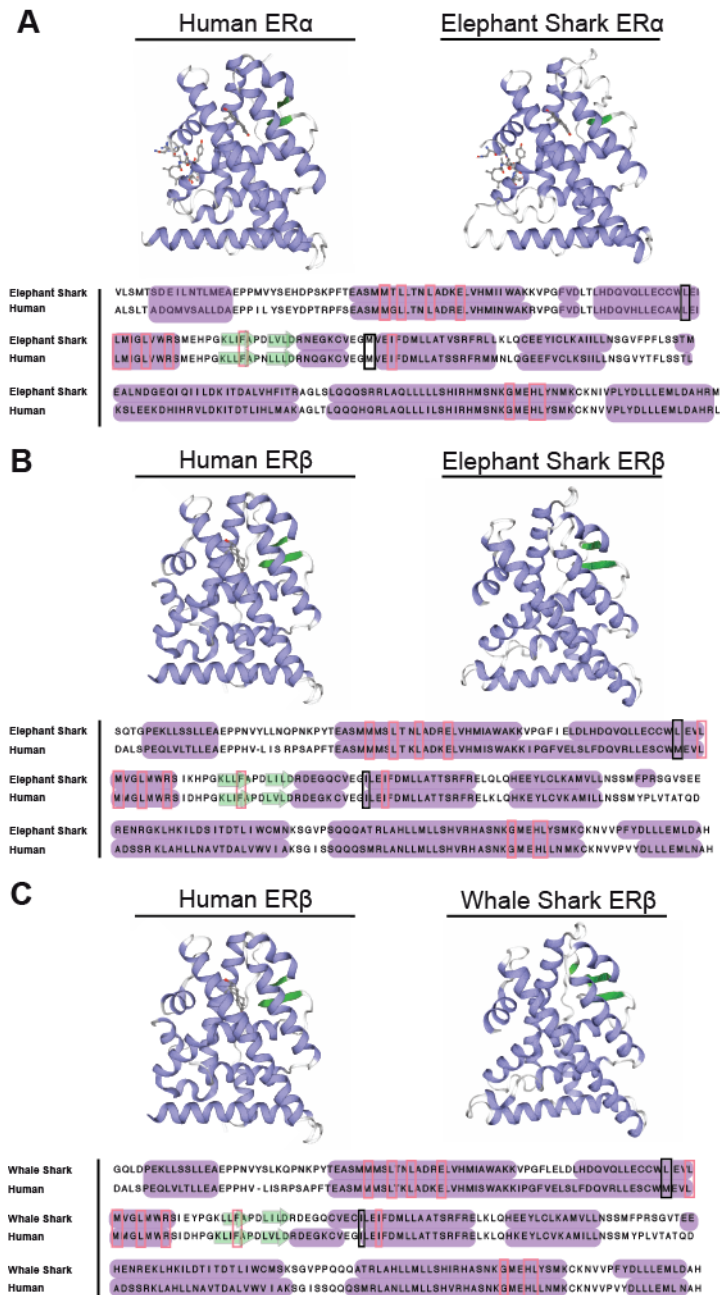 A
Human ERα
Elephant Shark ERα
Elephant Shark VLSMTSDEILNTLMEAEPPMVYSEHDPSKPFTEASMMTLLTNLADKELVHMIIWAKKVPGFVDLTLHDQVQLLECCWLEI
Human ALSLTADQMVSALLDAEPPILYSEYDPTRPFSEASMMGLLTNLADRELVHMINWAKRVPGFVDLTLHDQVHLLECAWLEI
Elephant Shark LMIGLVWRSMEHPGKLLFAPDLVLDRNEGKCVEGMVEIFDMLLATVSRFRLLKLQCEEYICLKAIILLNSGVFPFLSSTM
Human LMIGLVWRSMEHPGKLLFAPNLLLDRNQGKCVEGMVEIFDMLLATSSRFRMMNLQGEEFVCLKSIILLNSGVYTFLSSTL
Elephant Shark EALNDGEQIQIILDKITDALVHFITRAGLSLQQQSRRLAQLLLLLSHIRHMSNKGMEHLYNMKCKNIVPLYDLLLEMLDAHRM
Human KSLEEKDHIHRVLDKITDTLIHLMAKAGLTLQQQHQRLAQLLLILSHIRHMSNKGMEHLYSMKCKNVVPLYDLLLEMLDAHRL
B
Human ERβ
Elephant Shark ERβ
Elephant Shark SQTGPEKLLSSLLEAEPPNVYLLNQPNKPYTEASMMMSLTNLADRELVHMIAWAKKVPGFIELDLHDQVQLLECCWLEVL
Human DALSPEQLVLTLLEAEPPHV-LISRPSAPFTEASMMMSLTKLADKELVHMISWAKKIPGFVELSLFDQVRLLESCWMEVL
Elephant Shark MVGLMWRSIKHPGKLLFAPDLILDRDEGQCVEGILEIFDMLLATTSRFRELQLQHEEYLCLKAMVLLNSSMFPRSGVSEE
Human MMGLMWRSIDHPGKLIFAPDLVLDRDEGKCVEGILEIFDMLLATTSRFRELKLQHKEYLCVKAMILLNSSMYPLVTATQD
Elephant Shark RENRGKLHKILDSITDTLIWCMNKSGVPSQQQATRLAHLLMLLSHVRHASNKGMEHLYSMKCKNVVPFYDLLLEMLDAH
Human ADSSRKLAHLLNAVTDALVWVIAKSGISSQQQSMRLANLLMLLSHVRHASNKGMEHLLNMKCKNVVPVYDLLLEMLNAH
C
Human ERβ
Whale Shark ERβ
Whale Shark GQLDPEKLLSSLLEAEPPNVYSLKQPNKPYTEASMMMSLTNLADRELVHMIAWAKKVPGFLELDLHDQVQLLECCWLEVL
Human DALSPEQLVLTLLEAEPPHV-LISRPSAPFTEASMMMSLTKLADKELVHMISWAKKIPGFVELSLFDQVRLLESCWMEVL
Whale Shark MVGLMWRSIEYPGKLLFAPDLILDRDEGQCVECILEIFDMLLAATSRFRELKLQHEEYLCLKAMVLLNSSMFPRSGVTEE
Human MMGLMWRSIDHPGKLIFAPDLVLDRDEGKCVEGILEIFDMLLATTSRFRELKLQHKEYLCVKAMILLNSSMYPLVTATQD
Whale Shark HENREKLHKILDTITDTLIWCMSKSGVPPQQQATRLAHLLMLLSHIRHASNKGMEHLYSMKCKNVVPFYDLLLEMLDAH
Human ADSSRKLAHLLNAVTDALVWVIAKSGISSQQQSMRLANLLMLLSHVRHASNKGMEHLLNMKCKNVVPVYDLLLEMLNAH